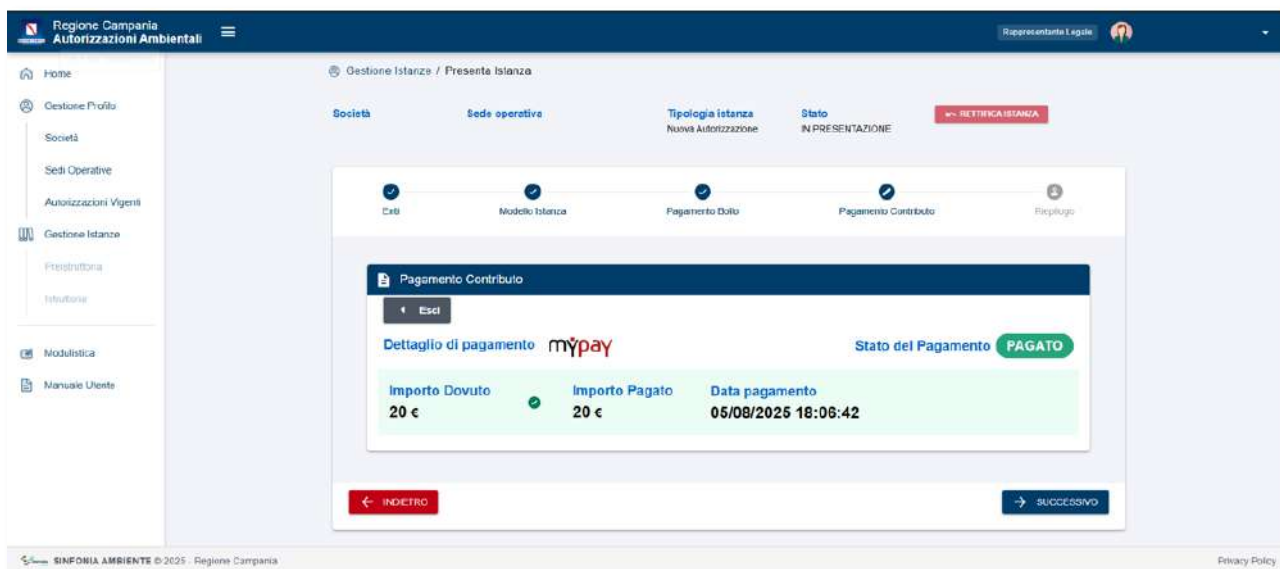 Regione Campania
Autorizzazioni Ambientali
Rappresentante Legale
Home
Gestione Profilo
Società
Sedi Operative
Autorizzazioni Vigenti
Gestione Istanze
Preistruttoria
Istruttoria
Modulistica
Manuale Utente
Gestione Istanze / Presenta Istanza
Società
Sede operativa
Tipologia istanza
Nuova Autorizzazione
Stato
IN PRESENTAZIONE
RETTIFICA ISTANZA
Esiti
Modello Istanza
Pagamento Bollo
Pagamento Contributo
Riepilogo
Pagamento Contributo
Esci
Dettaglio di pagamento mypay
Stato del Pagamento PAGATO
Importo Dovuto
20 €
Importo Pagato
20 €
Data pagamento
05/08/2025 18:06:42
INDIETRO
SUCCESSIVO
SINFONIA AMBIENTE © 2025 - Regione Campania
Privacy Policy